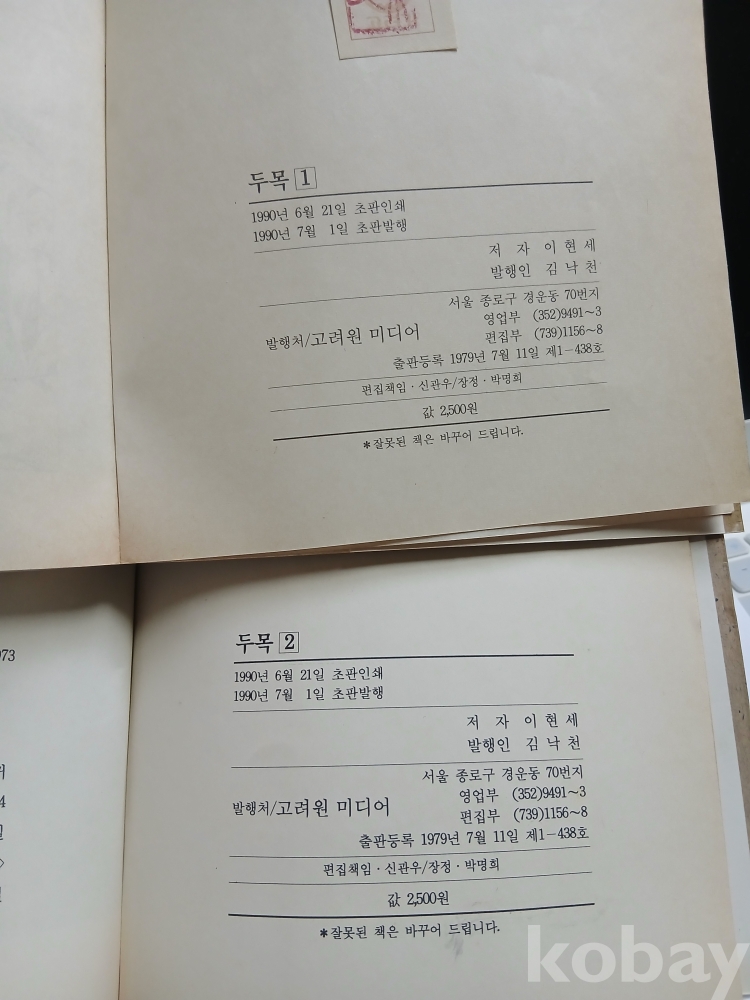 두목 1
1990년 6월 21일 초판인쇄
1990년 7월 1일 초판발행
저 자 이 현 세
발행인 김 낙 천
서울 종로구 경운동 70번지
영업부 (352)9491~3
발행처/고려원 미디어
편집부 (739)1156~8
출판등록 1979년 7월 11일 제1-438호
편집책임·신관우/장정·박명희
값 2,500원
*잘못된 책은 바꾸어 드립니다.
두목 2
1990년 6월 21일 초판인쇄
1990년 7월 1일 초판발행
저 자 이 현 세
발행인 김 낙 천
서울 종로구 경운동 70번지
영업부 (352)9491~3
발행처/고려원 미디어
편집부 (739)1156~8
출판등록 1979년 7월 11일 제1-438호
편집책임·신관우/장정·박명희
값 2,500원
*잘못된 책은 바꾸어 드립니다.
973
4
kobay